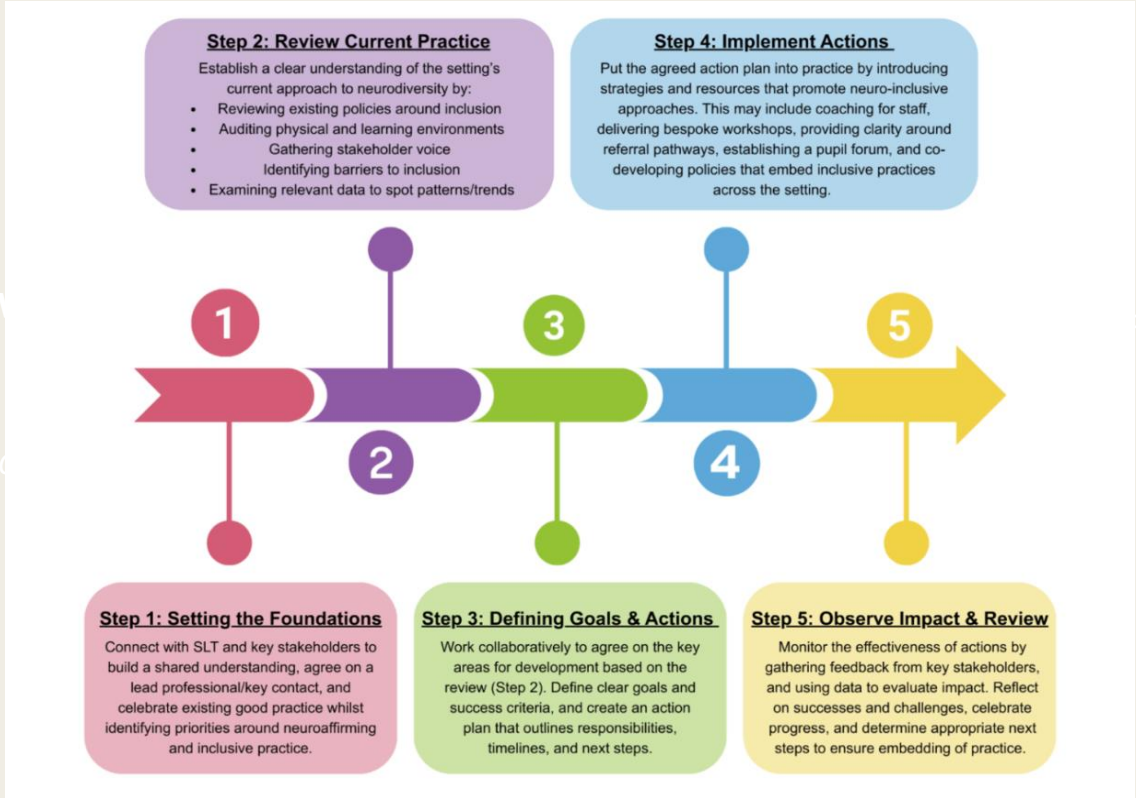 Step 2: Review Current Practice
Establish a clear understanding of the setting's
current approach to neurodiversity by:
• Reviewing existing policies around inclusion
• Auditing physical and learning environments
• Gathering stakeholder voice
• Identifying barriers to inclusion
• Examining relevant data to spot patterns/trends
Step 4: Implement Actions
Put the agreed action plan into practice by introducing
strategies and resources that promote neuro-inclusive
approaches. This may include coaching for staff,
delivering bespoke workshops, providing clarity around
referral pathways, establishing a pupil forum, and co-
developing policies that embed inclusive practices
across the setting.
1
3
5
2
4
Step 1: Setting the Foundations
Connect with SLT and key stakeholders to
build a shared understanding, agree on a
lead professional/key contact, and
celebrate existing good practice whilst
identifying priorities around neuroaffirming
and inclusive practice.
Step 3: Defining Goals & Actions
Work collaboratively to agree on the key
areas for development based on the
review (Step 2). Define clear goals and
success criteria, and create an action
plan that outlines responsibilities,
timelines, and next steps.
Step 5: Observe Impact & Review
Monitor the effectiveness of actions by
gathering feedback from key stakeholders,
and using data to evaluate impact. Reflect
on successes and challenges, celebrate
progress, and determine appropriate next
steps to ensure embedding of practice.